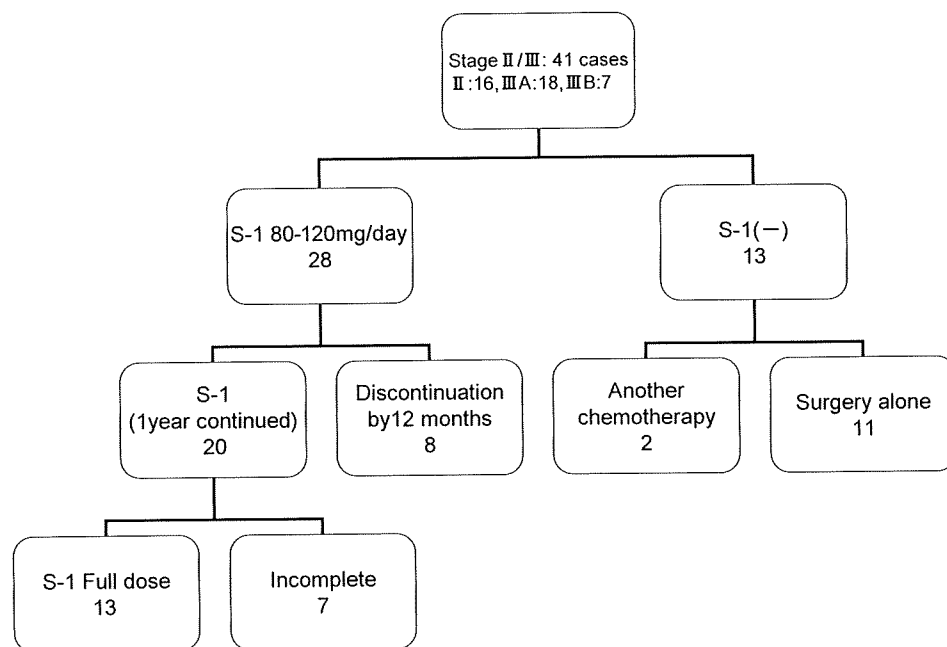 Stage Ⅱ/Ⅲ: 41 cases
Ⅱ:16,ⅢA:18,ⅢB:7
S-1 80-120mg/day
28
S-1(ー)
13
S-1
(1year continued)
20
Discontinuation
by12 months
8
Another
chemotherapy
2
Surgery alone
11
S-1 Full dose
13
Incomplete
7